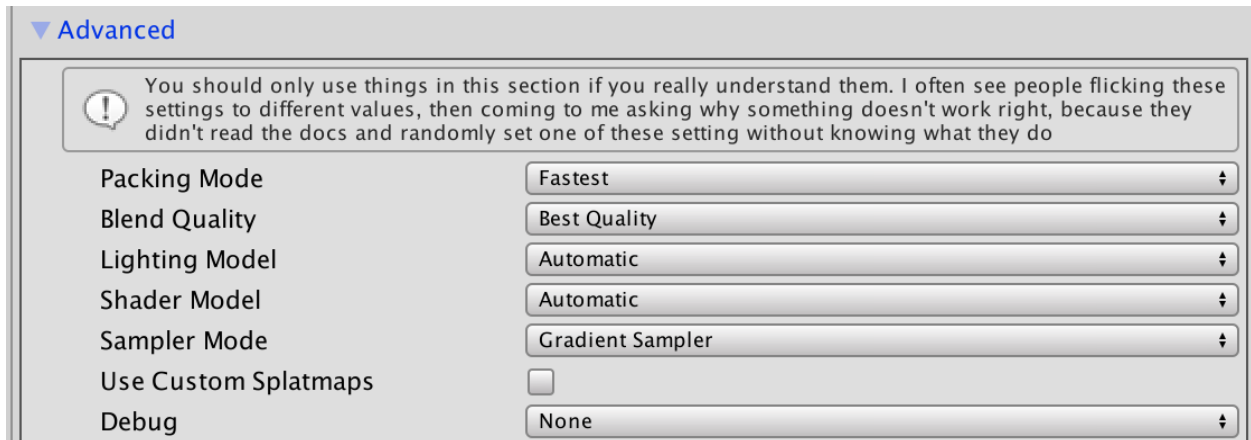 Advanced
You should only use things in this section if you really understand them. I often see people flicking these
settings to different values, then coming to me asking why something doesn't work right, because they
didn't read the docs and randomly set one of these setting without knowing what they do
Packing Mode Fastest
Blend Quality Best Quality
Lighting Model Automatic
Shader Model Automatic
Sampler Mode Gradient Sampler
Use Custom Splatmaps
Debug None